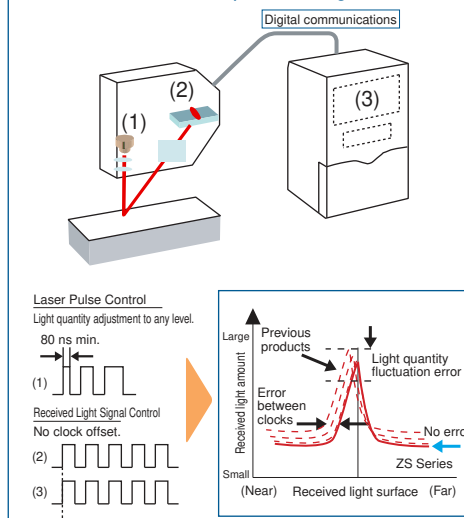 Digital communications
(1)
(2)
(3)
Laser Pulse Control
Light quantity adjustment to any level.
80 ns min.
(1)
Received Light Signal Control
No clock offset.
(2)
(3)
Large
Previous
products
Light quantity
fluctuation error
Received light amount
Error
between
clocks
No erro
ZS Series
Small
(Near)
Received light surface
(Far)